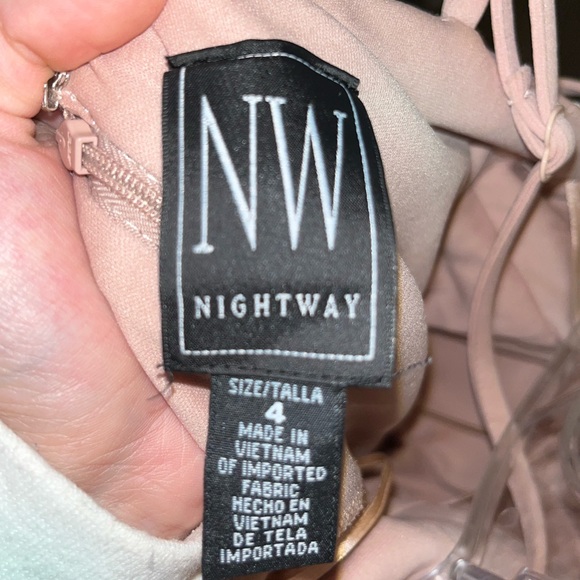 NW
NIGHTWAY
SIZE/TALLA
4
MADE IN
VIETNAM
OF IMPORTED
FABRIC
HECHO EN
VIETNAM
DE TELA
IMPORTADA